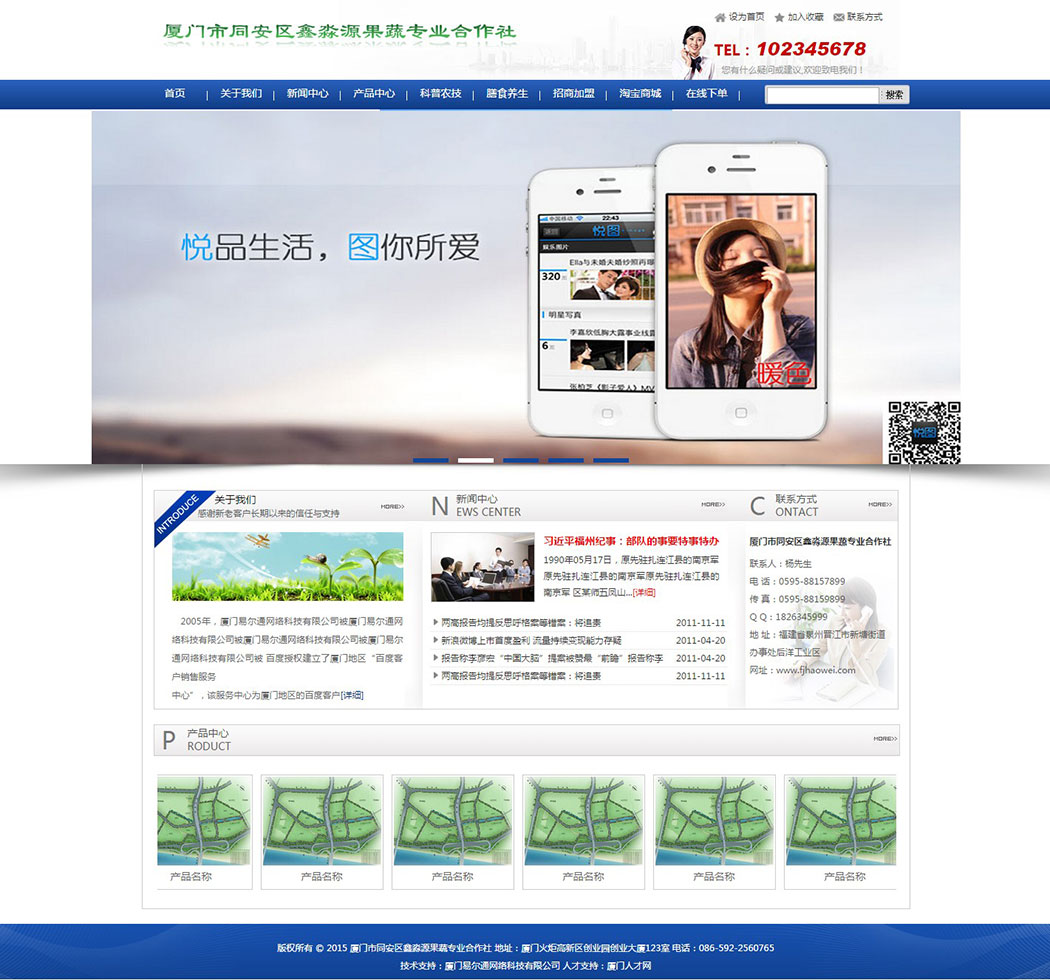 厦门市同安区鑫淼源果蔬专业合作社
设为首页 加入收藏 联系方式
TEL：102345678
您有什么疑问或建议,欢迎致电我们！
首页 | 关于我们 | 新闻中心 | 产品中心 | 科普农技 | 膳食养生 | 招商加盟 | 淘宝商城 | 在线下单 | 搜索
悦品生活，图你所爱
中国移动 22:43
悦图
娱乐图片
Ella与未婚夫婚纱照再曝
320
明星写真
李嘉欣低胸大露事业线露
6
张柏芝《影子爱人》MV
暖色
悦图
INTRODUCE
关于我们
感谢新老客户长期以来的信任与支持
MORE>>
2005年，厦门易尔通网络科技有限公司被厦门易尔通网
络科技有限公司被厦门易尔通网络科技有限公司被厦门易尔
通网络科技有限公司被 百度授权建立了厦门地区“百度客
户销售服务
中心”，该服务中心为厦门地区的百度客户[详细]
新闻中心
NEWS CENTER
MORE>>
习近平福州纪事：部队的事要特事特办
1990年05月17日，原先驻扎连江县的南京军
原先驻扎连江县的南京军原先驻扎连江县的
南京军 区某师五凤山...[详细]
两高报告均提反思呼格案等错案：将追责 2011-11-11
新浪微博上市首度盈利 流量持续变现能力存疑 2011-04-20
报告称李彦宏“中国大脑”提案被赞最“前瞻”报告称李 2011-04-20
两高报告均提反思呼格案等错案：将追责 2011-11-11
联系方式
CONTACT
MORE>>
厦门市同安区鑫淼源果蔬专业合作社
联系人：杨先生
电 话：0595-88157899
传 真：0595-88159899
Q Q：1826345999
地 址：福建省泉州晋江市新塘街道
办事处后洋工业区
网址：www.fjhaowei.com
产品中心
PRODUCT
MORE>>
产品名称 产品名称 产品名称 产品名称 产品名称 产品名称
版权所有 © 2015 厦门市同安区鑫淼源果蔬专业合作社 地址：厦门火炬高新区创业园创业大厦123室 电话：086-592-2560765
技术支持：厦门易尔通网络科技有限公司 人才支持：厦门人才网